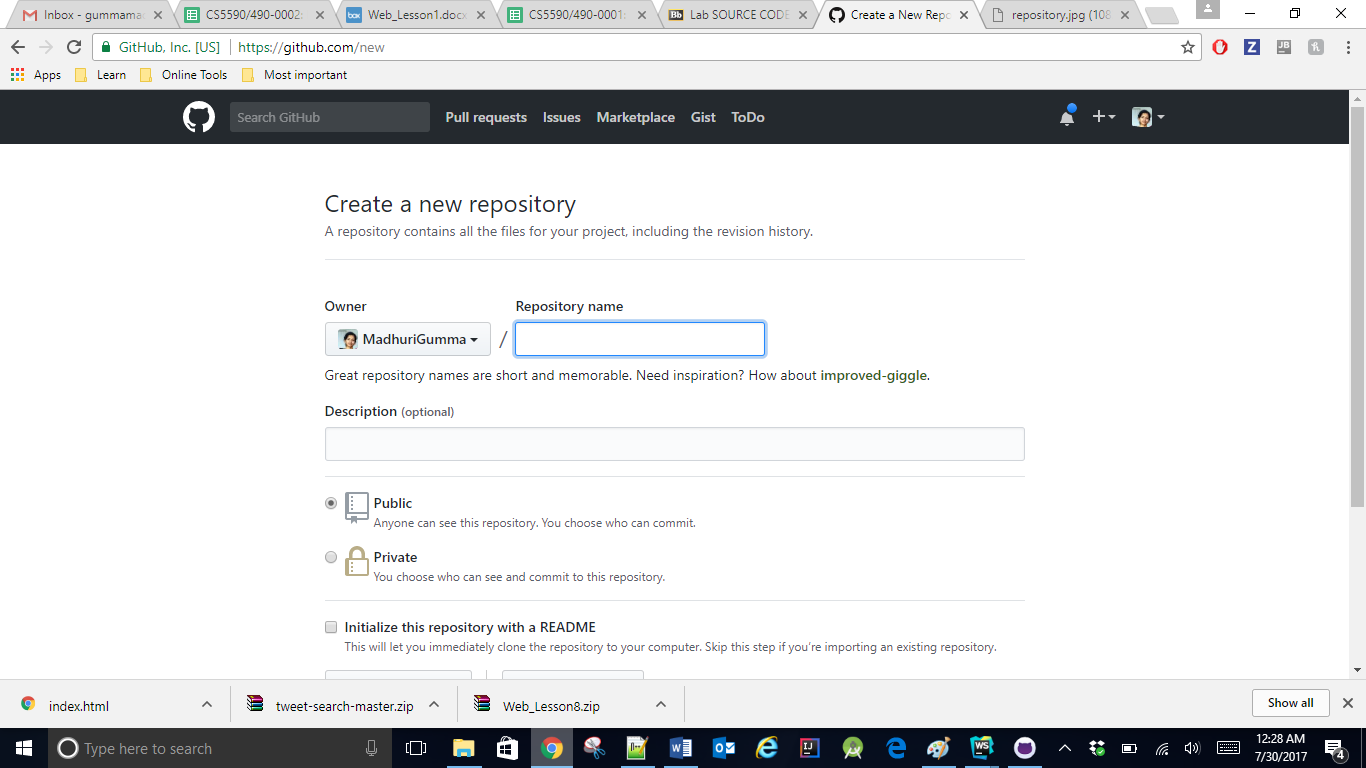 Inbox - gummama
CS5590/490-0002:
Web_Lesson1.docx
CS5590/490-0001:
Bb Lab SOURCE CODE
Create a New Repo
repository.jpg (108
GitHub, Inc. [US] https://github.com/new
Apps Learn Online Tools Most important
Search GitHub Pull requests Issues Marketplace Gist ToDo
Create a new repository
A repository contains all the files for your project, including the revision history.
Owner Repository name
MadhuriGumma /
Great repository names are short and memorable. Need inspiration? How about improved-giggle.
Description (optional)
Public
Anyone can see this repository. You choose who can commit.
Private
You choose who can see and commit to this repository.
Initialize this repository with a README
This will let you immediately clone the repository to your computer. Skip this step if you're importing an existing repository.
index.html tweet-search-master.zip Web_Lesson8.zip Show all
Type here to search
12:28 AM
7/30/2017
4